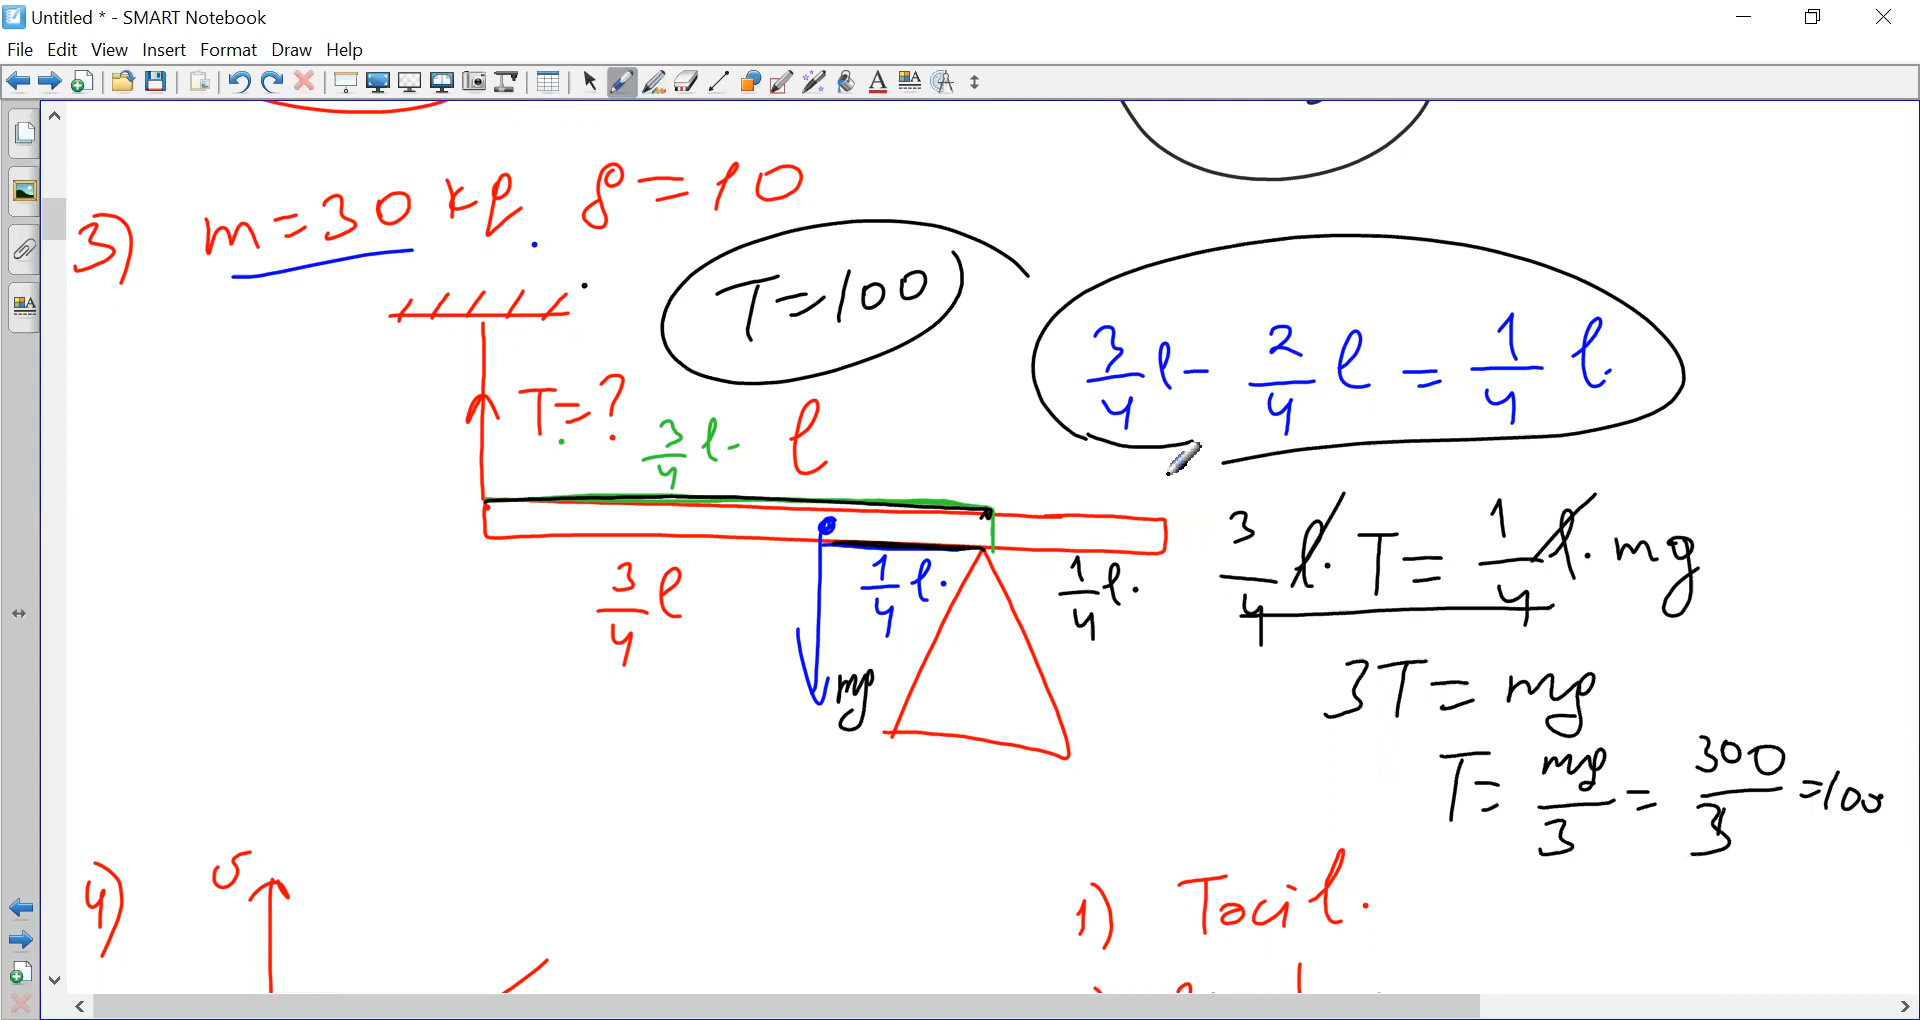 Untitled * - SMART Notebook
File Edit View Insert Format Draw Help
3) m=30 kg g=10
T=100
3/4 l - 2/4 l = 1/4 l.
T=?
3/4 l- l
3/4 l 1/4 l. 1/4 l.
mg
3/4 l. T = 1/4 l. mg
3T = mg
T = mg/3 = 300/3 =100
4) υ
1) Tacil.